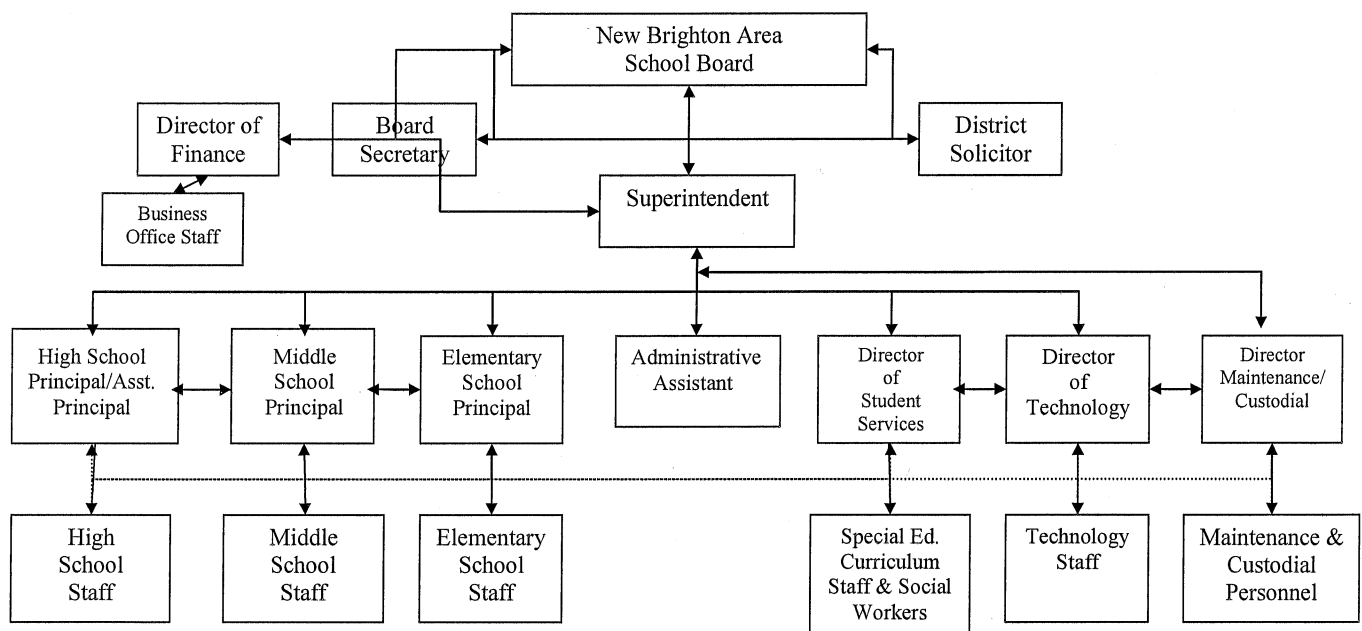 New Brighton Area
School Board
Director of
Finance
Board
Secretary
District
Solicitor
Business
Office Staff
Superintendent
High School
Principal/Asst.
Principal
Middle
School
Principal
Elementary
School
Principal
Administrative
Assistant
Director
of
Student
Services
Director
of
Technology
Director
Maintenance/
Custodial
High
School
Staff
Middle
School
Staff
Elementary
School
Staff
Special Ed.
Curriculum
Staff & Social
Workers
Technology
Staff
Maintenance &
Custodial
Personnel